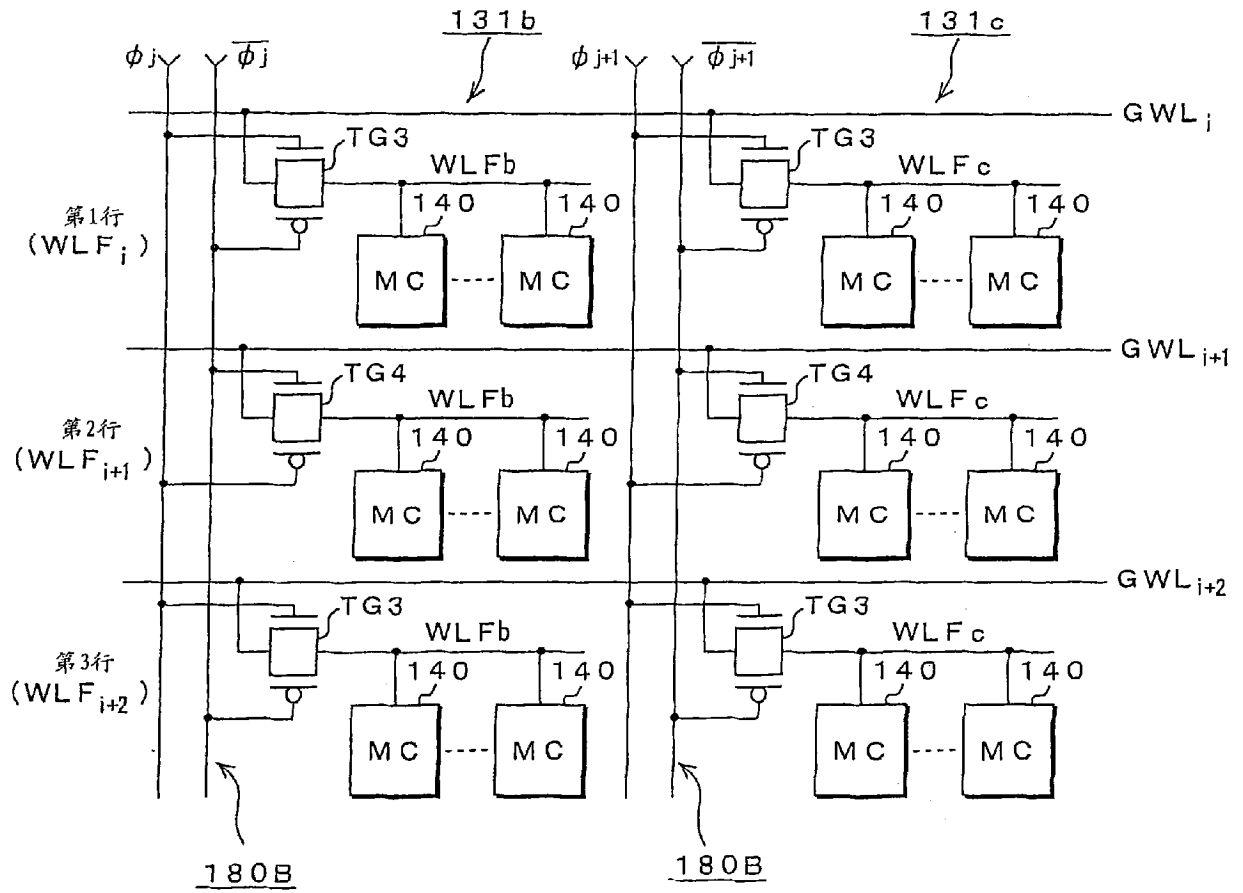 131b 131c
φj φ̅j̅ φj+1 φ̅j̅+̅1̅
GWLi
TG3 TG3
WLFb WLFc
140 140 140 140
第1行
(WLFi)
MC ---- MC MC ---- MC
GWLi+1
TG4 TG4
WLFb WLFc
140 140 140 140
第2行
(WLFi+1)
MC ---- MC MC ---- MC
GWLi+2
TG3 TG3
WLFb WLFc
140 140 140 140
第3行
(WLFi+2)
MC ---- MC MC ---- MC
180B 180B